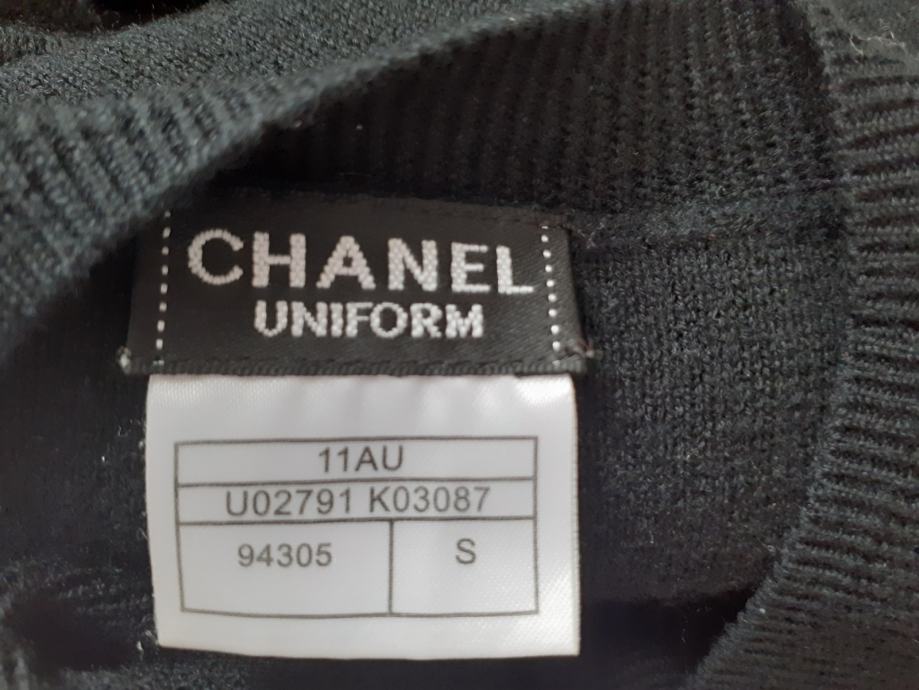 CHANEL
UNIFORM
11AU
U02791 K03087
94305 S